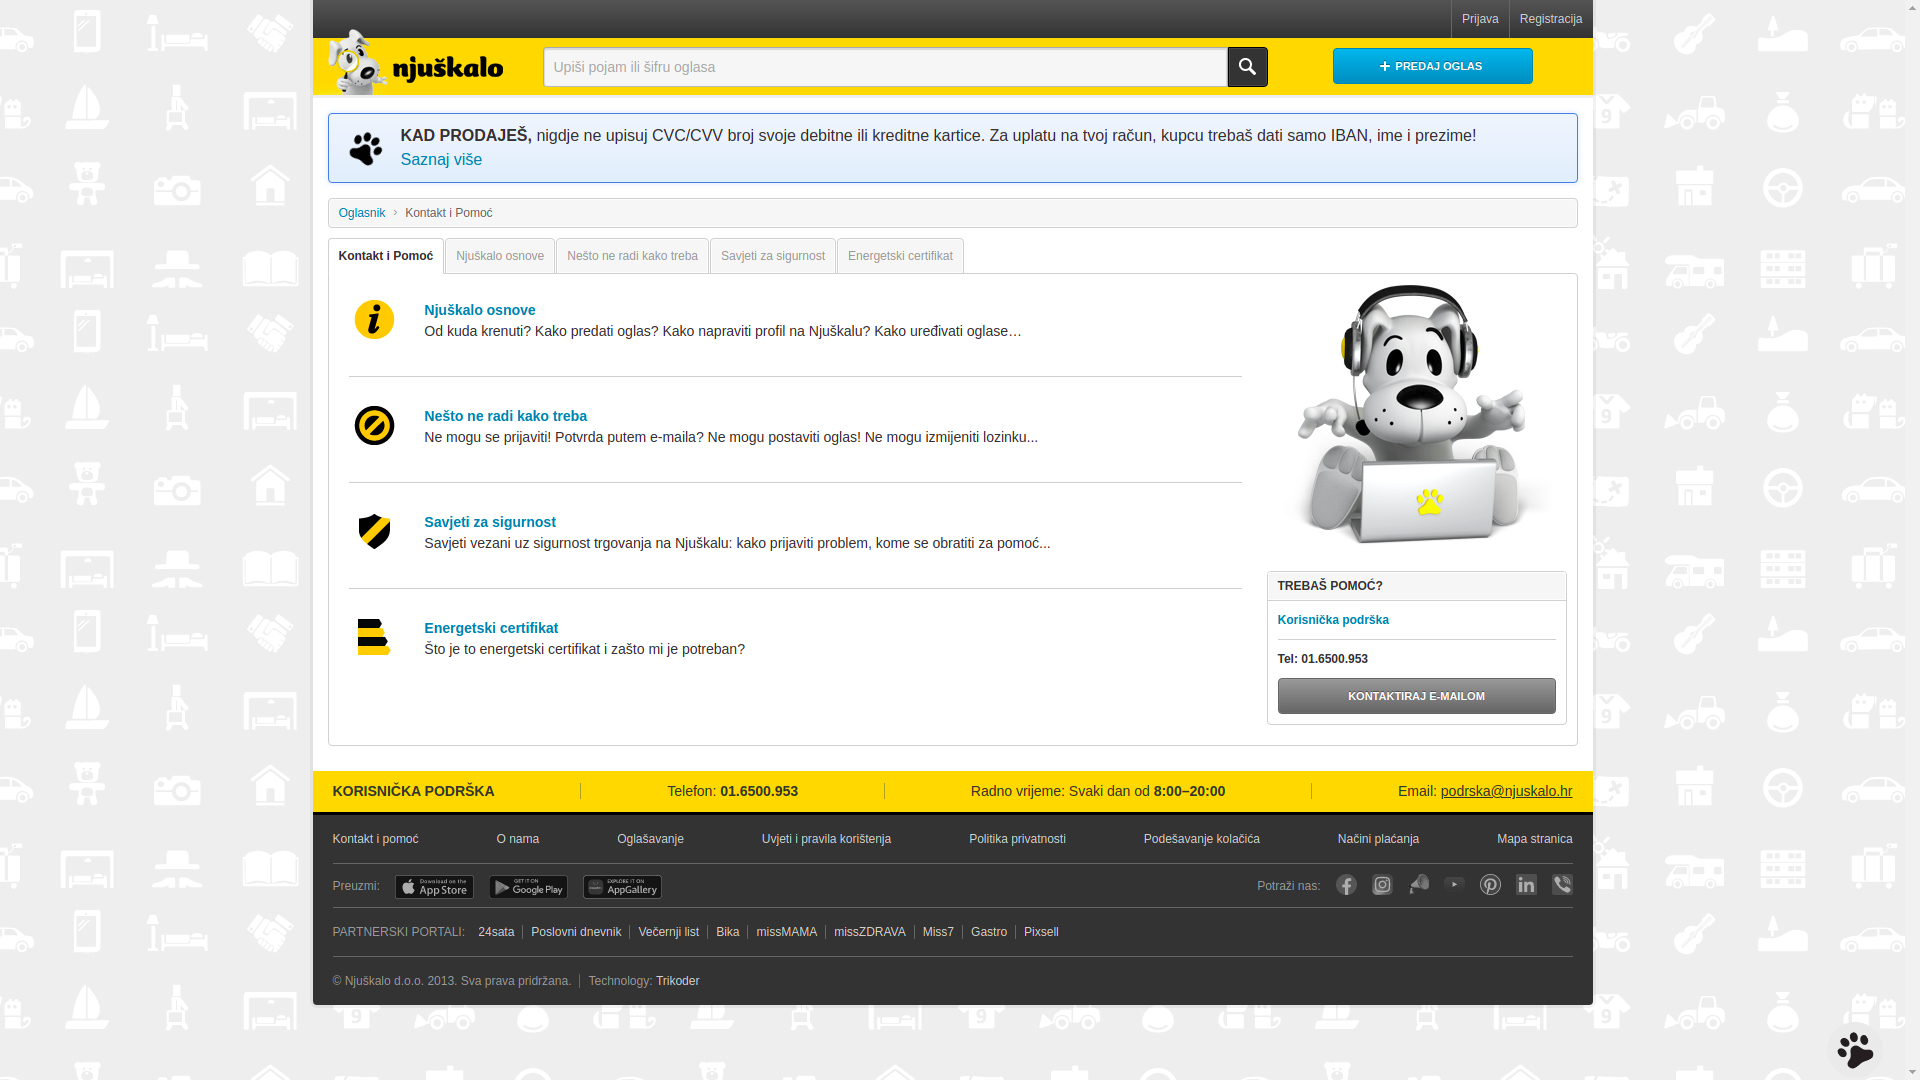 Prijava
Registracija
njuškalo
Upiši pojam ili šifru oglasa
PREDAJ OGLAS
KAD PRODAJEŠ, nigdje ne upisuj CVC/CVV broj svoje debitne ili kreditne kartice. Za uplatu na tvoj račun, kupcu trebaš dati samo IBAN, ime i prezime!
Saznaj više
Oglasnik › Kontakt i Pomoć
Kontakt i Pomoć
Njuškalo osnove
Nešto ne radi kako treba
Savjeti za sigurnost
Energetski certifikat
Njuškalo osnove
Od kuda krenuti? Kako predati oglas? Kako napraviti profil na Njuškalu? Kako uređivati oglase…
Nešto ne radi kako treba
Ne mogu se prijaviti! Potvrda putem e-maila? Ne mogu postaviti oglas! Ne mogu izmijeniti lozinku...
Savjeti za sigurnost
Savjeti vezani uz sigurnost trgovanja na Njuškalu: kako prijaviti problem, kome se obratiti za pomoć...
Energetski certifikat
Što je to energetski certifikat i zašto mi je potreban?
TREBAŠ POMOĆ?
Korisnička podrška
Tel: 01.6500.953
KONTAKTIRAJ E-MAILOM
KORISNIČKA PODRŠKA
Telefon: 01.6500.953
Radno vrijeme: Svaki dan od 8:00–20:00
Email: podrska@njuskalo.hr
Kontakt i pomoć
O nama
Oglašavanje
Uvjeti i pravila korištenja
Politika privatnosti
Podešavanje kolačića
Načini plaćanja
Mapa stranica
Preuzmi:
Download on the
App Store
GET IT ON
Google Play
EXPLORE IT ON
AppGallery
Potraži nas:
PARTNERSKI PORTALI:
24sata
Poslovni dnevnik
Večernji list
Bika
missMAMA
missZDRAVA
Miss7
Gastro
Pixsell
© Njuškalo d.o.o. 2013. Sva prava pridržana.
Technology: Trikoder